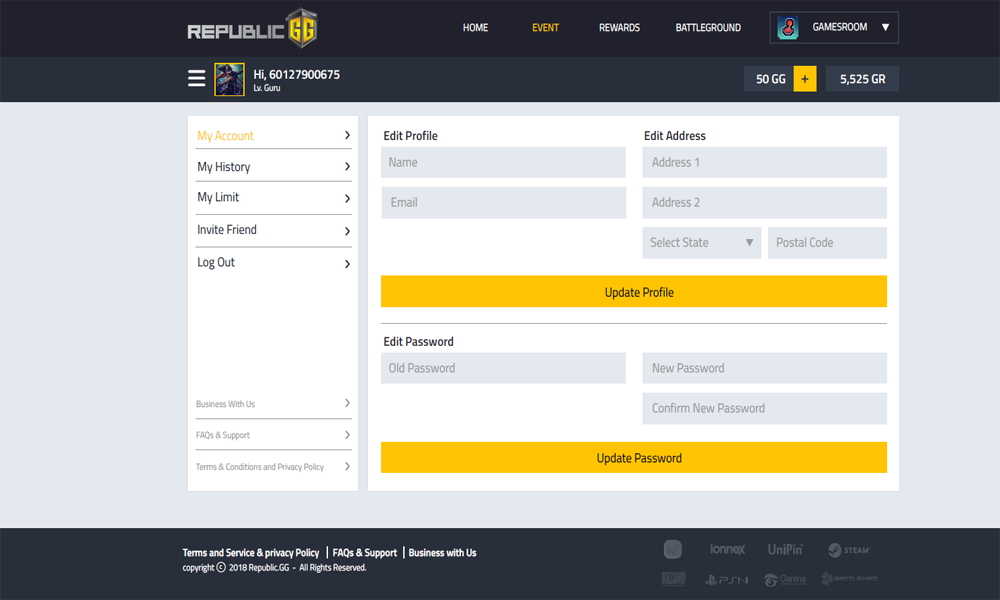 REPUBLIC GG
HOME
EVENT
REWARDS
BATTLEGROUND
GAMESROOM ▼
Hi, 60127900675
Lv. Guru
50 GG +
5,525 GR
My Account
My History
My Limit
Invite Friend
Log Out
Business With Us
FAQs & Support
Terms & Conditions and Privacy Policy
Edit Profile
Name
Email
Edit Address
Address 1
Address 2
Select State ▼
Postal Code
Update Profile
Edit Password
Old Password
New Password
Confirm New Password
Update Password
Terms and Service & privacy Policy | FAQs & Support | Business with Us
copyright © 2018 Republic.GG - All Rights Reserved.
ionnex
UniPin
STEAM
BLIZZARD
PSN
Garena
BATTLENET